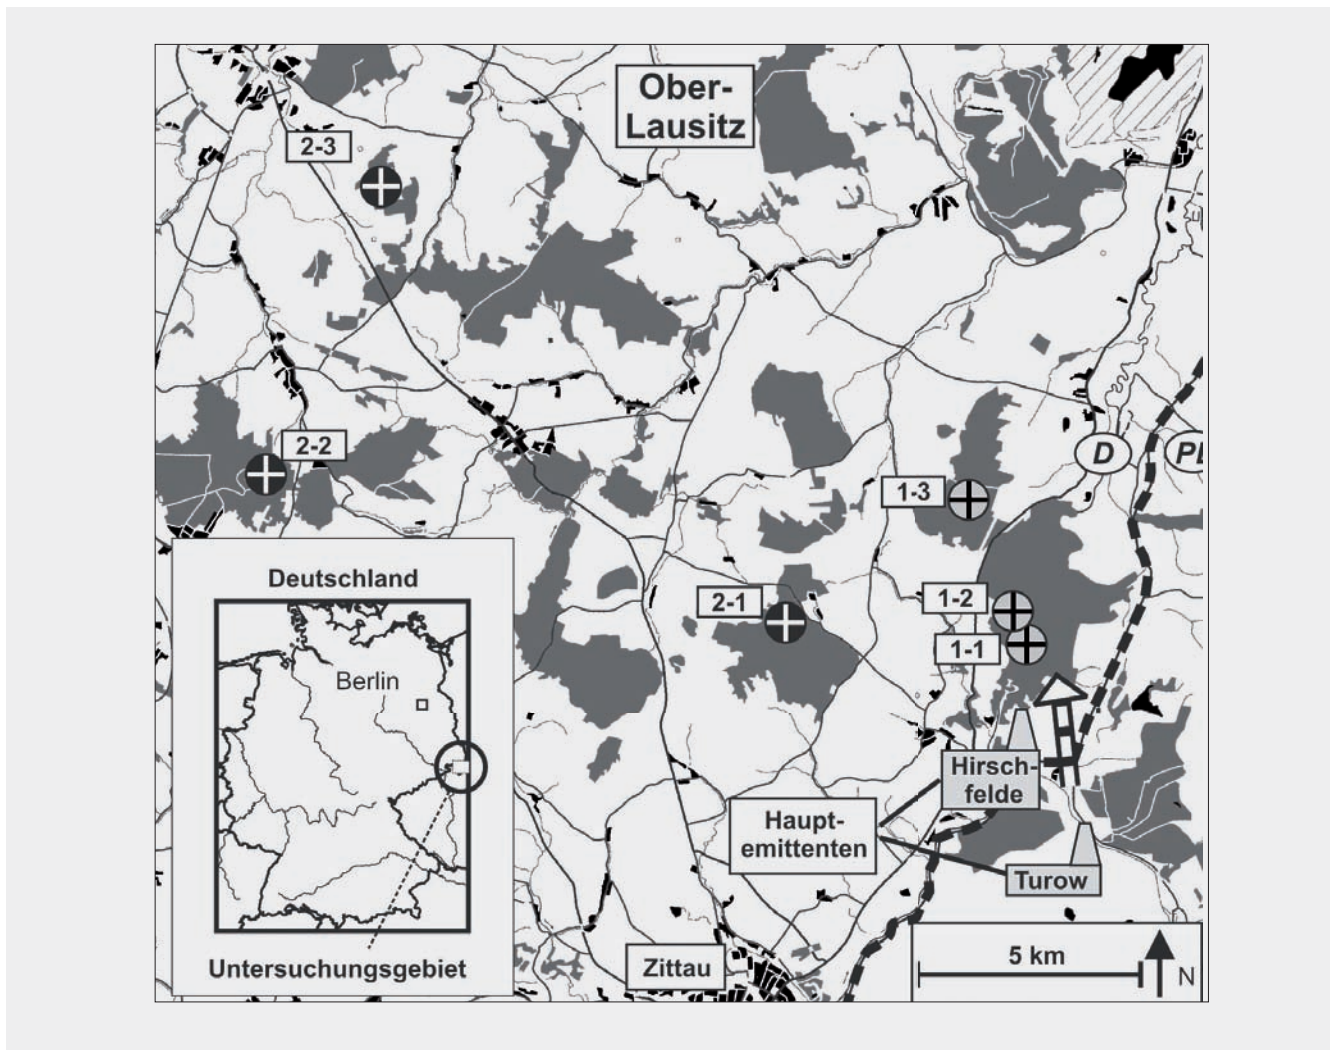 Ober-
Lausitz
2-3
2-2
D
PL
1-3
2-1
1-2
1-1
Deutschland
Berlin
Untersuchungsgebiet
Hirsch-
felde
Haupt-
emittenten
Turow
Zittau
5 km
N